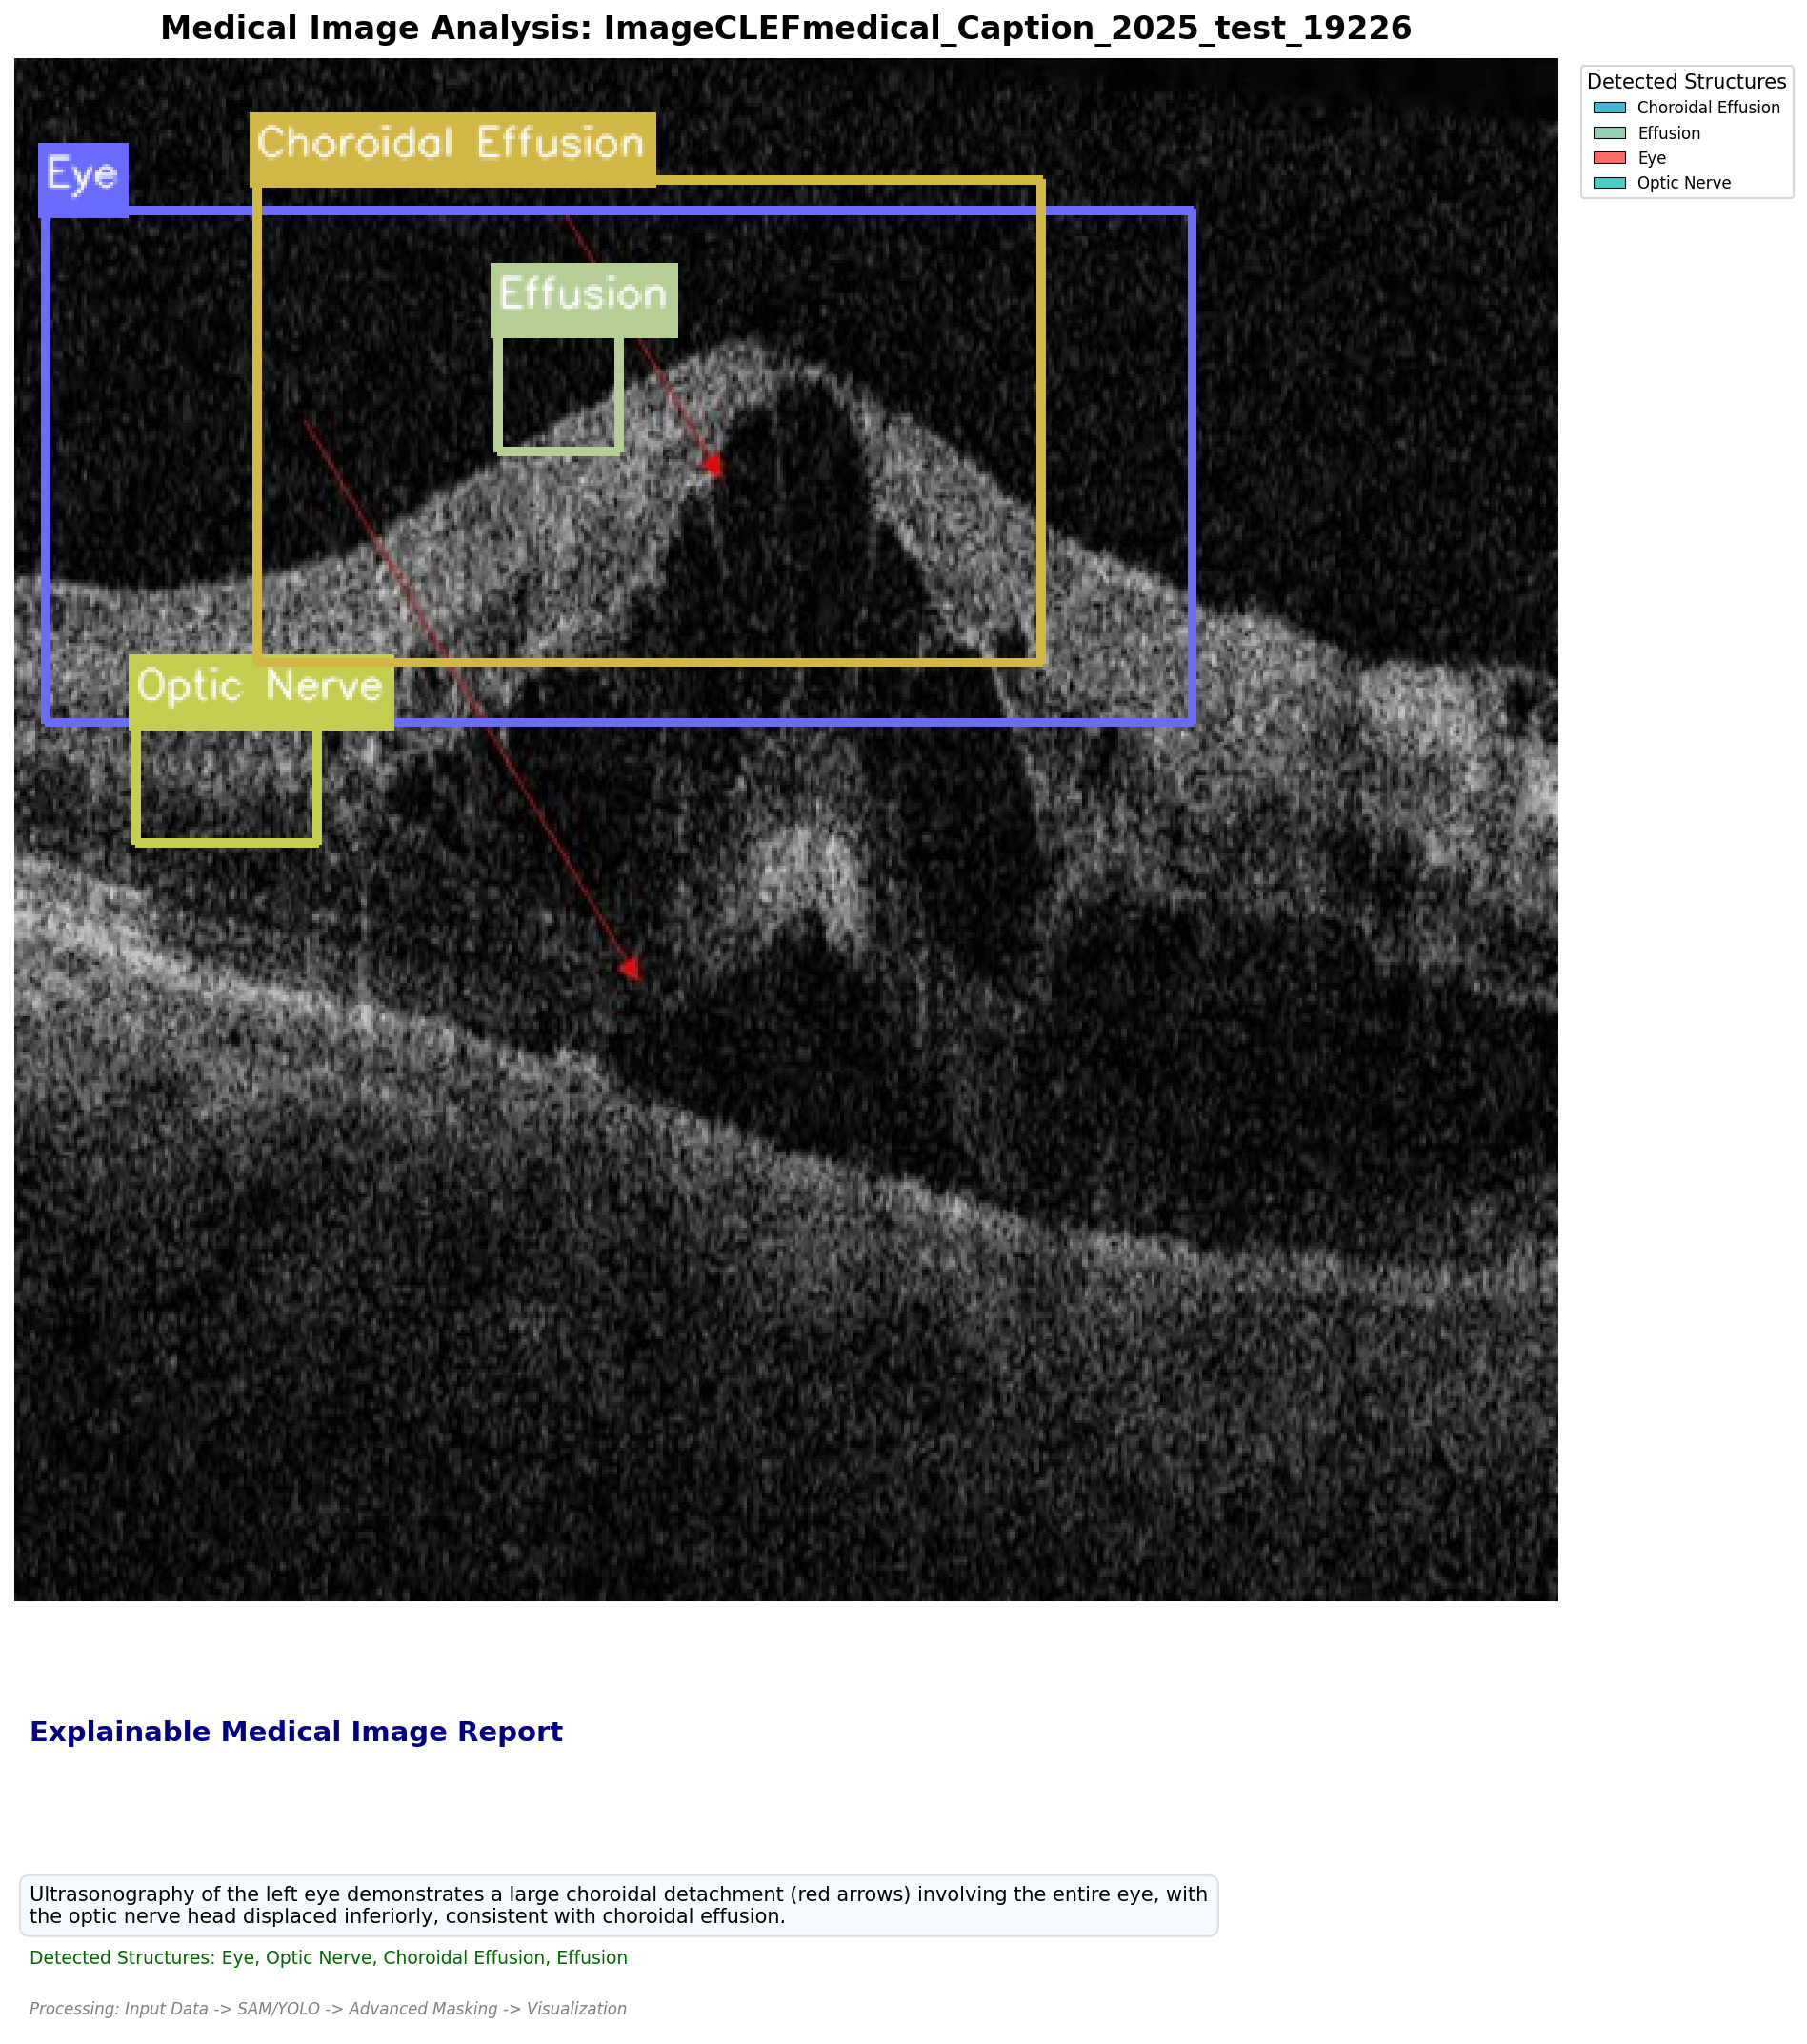 Medical Image Analysis: ImageCLEFmedical_Caption_2025_test_19226
Detected Structures
Choroidal Effusion
Effusion
Eye
Optic Nerve
Choroidal Effusion
Eye
Effusion
Optic Nerve
Explainable Medical Image Report
Ultrasonography of the left eye demonstrates a large choroidal detachment (red arrows) involving the entire eye, with
the optic nerve head displaced inferiorly, consistent with choroidal effusion.
Detected Structures: Eye, Optic Nerve, Choroidal Effusion, Effusion
Processing: Input Data -> SAM/YOLO -> Advanced Masking -> Visualization